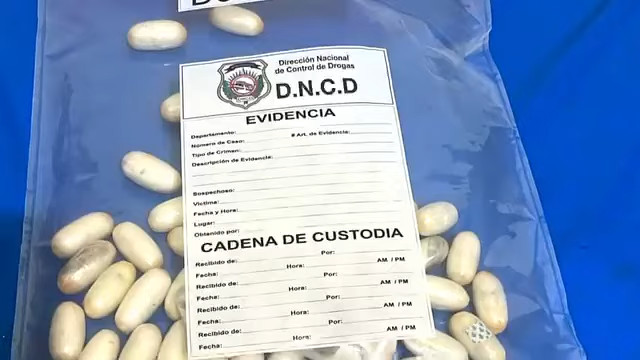 Dirección Nacional
de Control de Drogas
D.N.C.D
EVIDENCIA
Departamento:
Número de Caso: # Art. de Evidencia:
Tipo de Crimen:
Descripción de Evidencia:
Sospechoso:
Víctima:
Fecha y Hora:
Lugar:
Obtenido por:
CADENA DE CUSTODIA
Recibido de: Por:
Fecha: Hora: AM / PM
Recibido de: Por:
Fecha: Hora: AM / PM
Recibido de: Por:
Fecha: Hora: AM / PM
Recibido de: Por:
Fecha: Hora: AM / PM